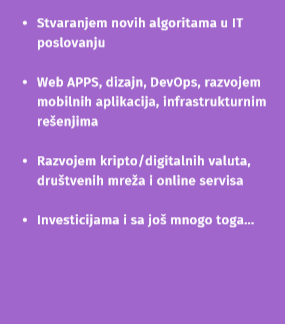 • Stvaranjem novih algoritama u IT
poslovanju
• Web APPS, dizajn, DevOps, razvojem
mobilnih aplikacija, infrastrukturnim
rešenjima
• Razvojem kripto/digitalnih valuta,
društvenih mreža i online servisa
• Investicijama i sa još mnogo toga...